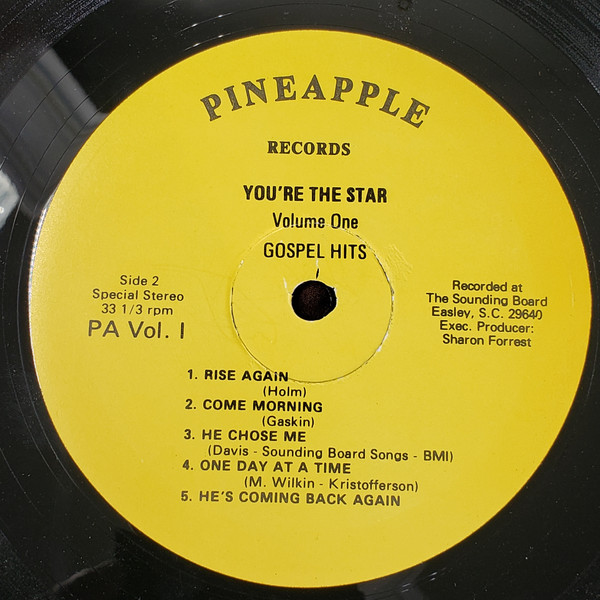 PINEAPPLE
RECORDS
YOU'RE THE STAR
Volume One
GOSPEL HITS
Side 2
Special Stereo
33 1/3 rpm
PA Vol. I
Recorded at
The Sounding Board
Easley, S.C. 29640
Exec. Producer:
Sharon Forrest
1. RISE AGAIN
(Holm)
2. COME MORNING
(Gaskin)
3. HE CHOSE ME
(Davis - Sounding Board Songs - BMI)
4. ONE DAY AT A TIME
(M. Wilkin - Kristofferson)
5. HE'S COMING BACK AGAIN